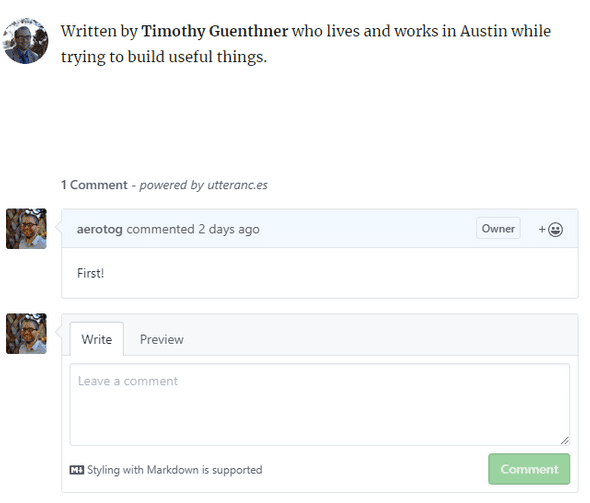 Written by Timothy Guenthner who lives and works in Austin while
trying to build useful things.
1 Comment - powered by utteranc.es
aerotog commented 2 days ago
Owner
+
First!
Write
Preview
Leave a comment
Styling with Markdown is supported
Comment